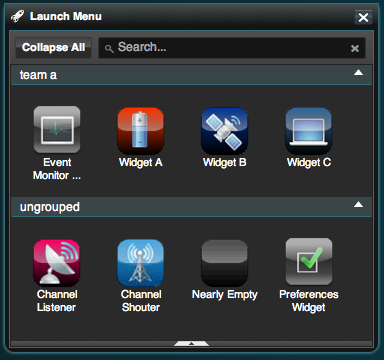 Launch Menu
Collapse All
Search...
team a
Event
Monitor ...
Widget A
Widget B
Widget C
ungrouped
Channel
Listener
Channel
Shouter
Nearly Empty
Preferences
Widget